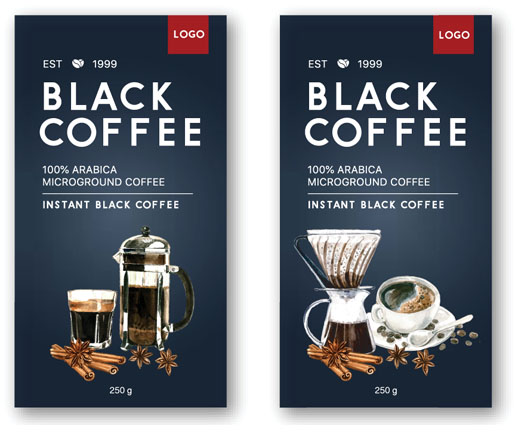 LOGO
EST 1999
BLACK
COFFEE
100% ARABICA
MICROGROUND COFFEE
INSTANT BLACK COFFEE
250 g
LOGO
EST 1999
BLACK
COFFEE
100% ARABICA
MICROGROUND COFFEE
INSTANT BLACK COFFEE
250 g